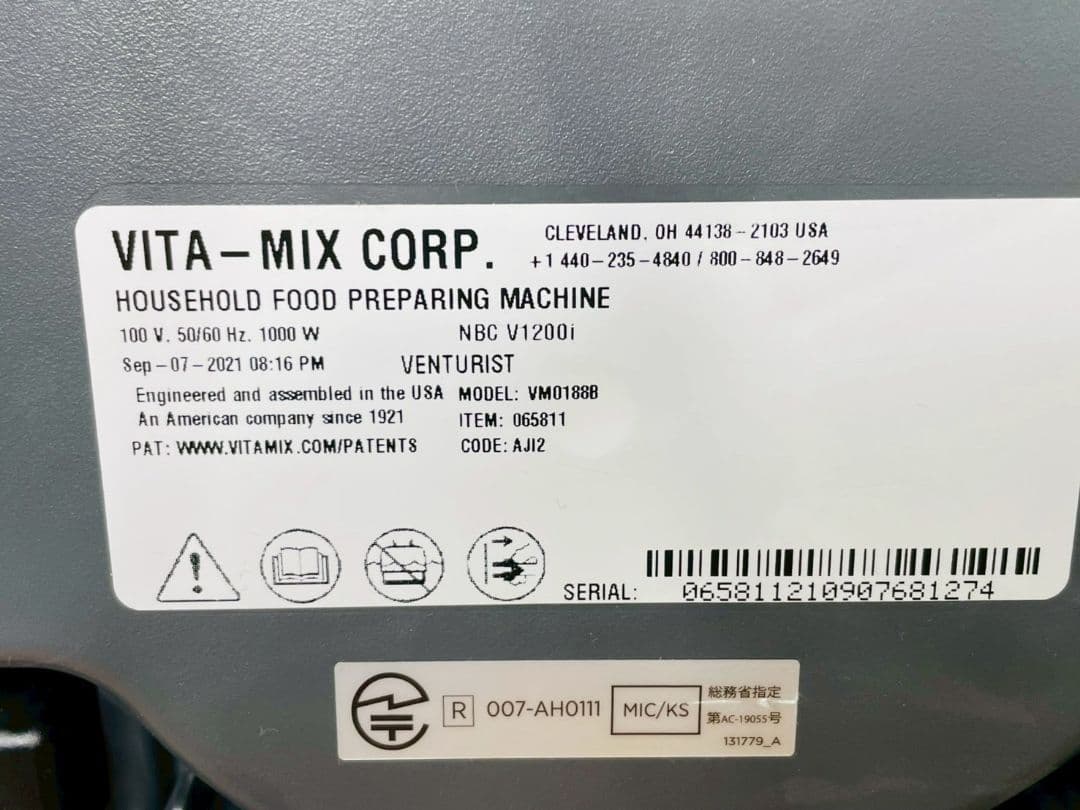 VITA-MIX CORP.
CLEVELAND, OH 44138-2103 USA
+1 440-235-4840 / 800-848-2649
HOUSEHOLD FOOD PREPARING MACHINE
100 V. 50/60 Hz. 1000 W
NBC V1200i
Sep-07-2021 08:16 PM
VENTURIST
Engineered and assembled in the USA
MODEL: VM0188B
An American company since 1921
ITEM: 065811
PAT: WWW.VITAMIX.COM/PATENTS
CODE: AJI2
SERIAL: 065811210907681274
R 007-AH0111
MIC/KS
総務省指定
第AC-19055号
131779_A